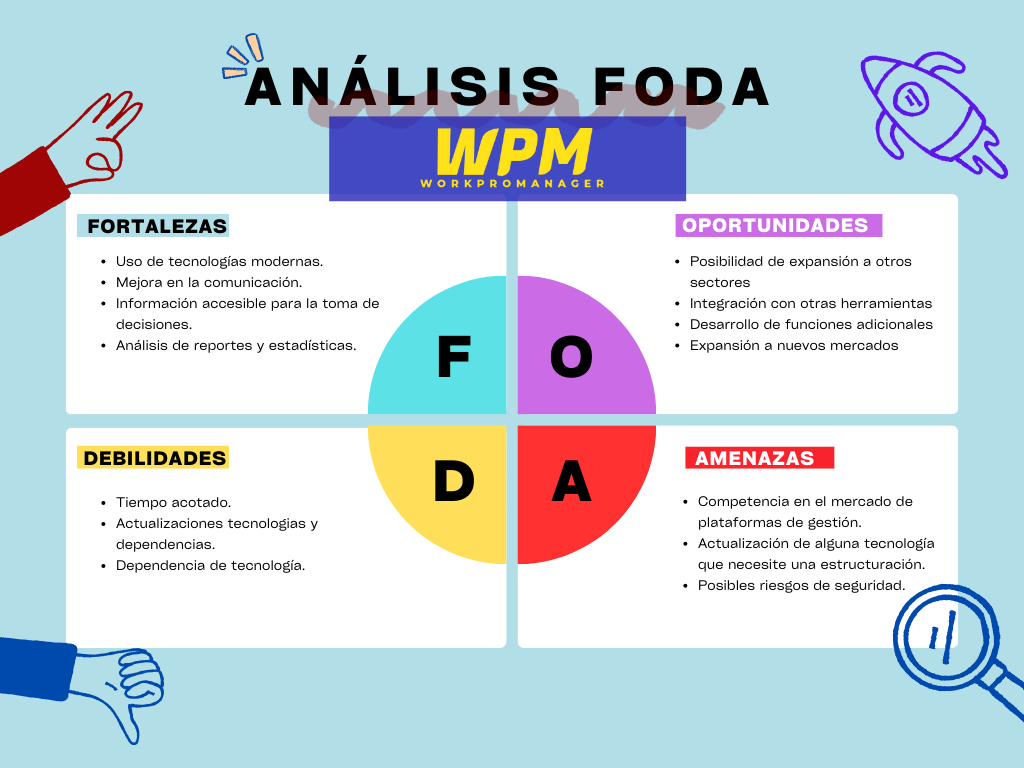 ANÁLISIS FODA
WPM
WORKPROMANAGER
FORTALEZAS
• Uso de tecnologías modernas.
• Mejora en la comunicación.
• Información accesible para la toma de
decisiones.
• Análisis de reportes y estadísticas.
OPORTUNIDADES
• Posibilidad de expansión a otros
sectores
• Integración con otras herramientas
• Desarrollo de funciones adicionales
• Expansión a nuevos mercados
F
O
D
A
DEBILIDADES
• Tiempo acotado.
• Actualizaciones tecnologias y
dependencias.
• Dependencia de tecnología.
AMENAZAS
• Competencia en el mercado de
plataformas de gestión.
• Actualización de alguna tecnología
que necesite una estructuración.
• Posibles riesgos de seguridad.